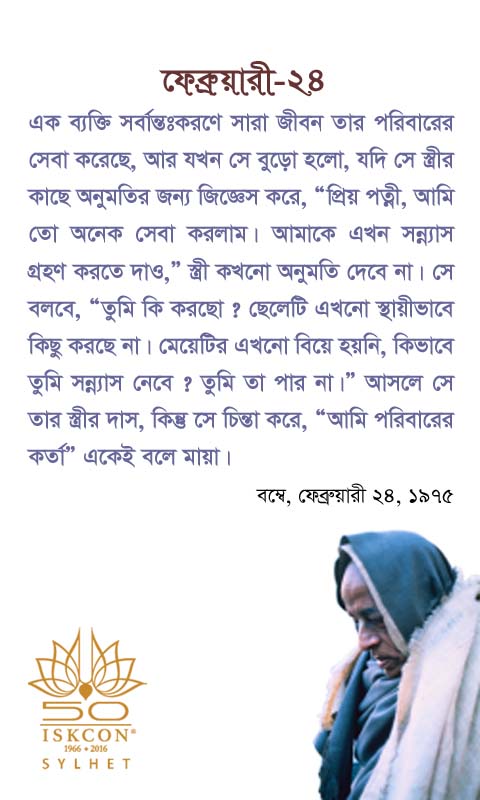 ফেব্রুয়ারী-২৪
এক ব্যক্তি সর্বান্তঃকরণে সারা জীবন তার পরিবারের
সেবা করেছে, আর যখন সে বুড়ো হলো, যদি সে স্ত্রীর
কাছে অনুমতির জন্য জিজ্ঞেস করে, “প্রিয় পত্নী, আমি
তো অনেক সেবা করলাম। আমাকে এখন সন্ন্যাস
গ্রহণ করতে দাও,” স্ত্রী কখনো অনুমতি দেবে না। সে
বলবে, “তুমি কি করছো ? ছেলেটি এখনো স্থায়ীভাবে
কিছু করছে না। মেয়েটির এখনো বিয়ে হয়নি, কিভাবে
তুমি সন্ন্যাস নেবে ? তুমি তা পার না।” আসলে সে
তার স্ত্রীর দাস, কিন্তু সে চিন্তা করে, “আমি পরিবারের
কর্তা” একেই বলে মায়া।
বম্বে, ফেব্রুয়ারী ২৪, ১৯৭৫
50
ISKCON®
1966 • 2016
SYLHET